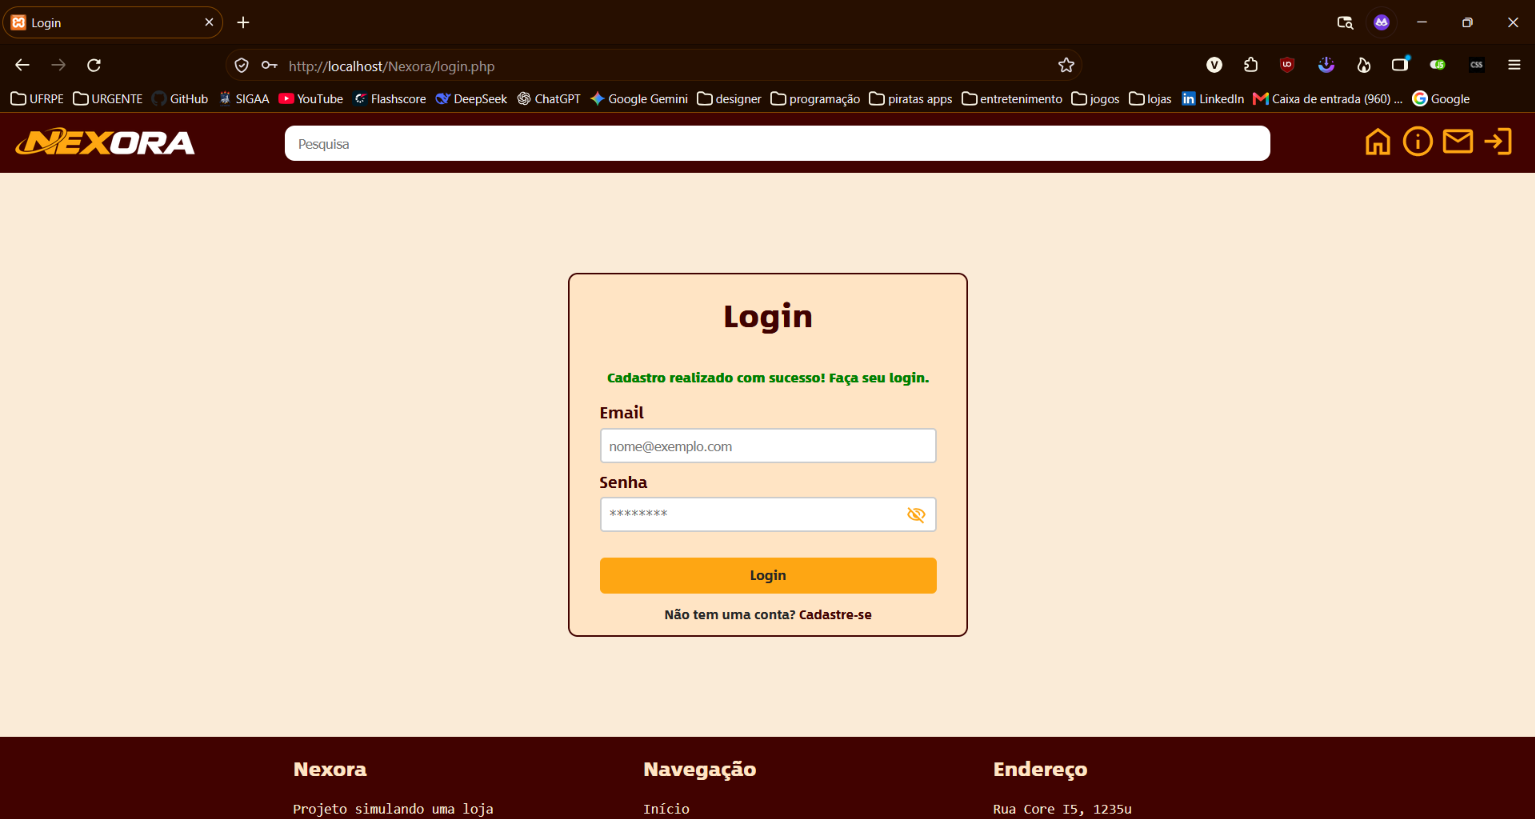 Login
http://localhost/Nexora/login.php
UFRPE URGENTE GitHub SIGAA YouTube Flashscore DeepSeek ChatGPT Google Gemini designer programação piratas apps entretenimento jogos lojas LinkedIn Caixa de entrada (960) ... Google
NEXORA Pesquisa
Login
Cadastro realizado com sucesso! Faça seu login.
Email
nome@exemplo.com
Senha
********
Login
Não tem uma conta? Cadastre-se
Nexora Navegação Endereço
Projeto simulando uma loja Início Rua Core I5, 1235u